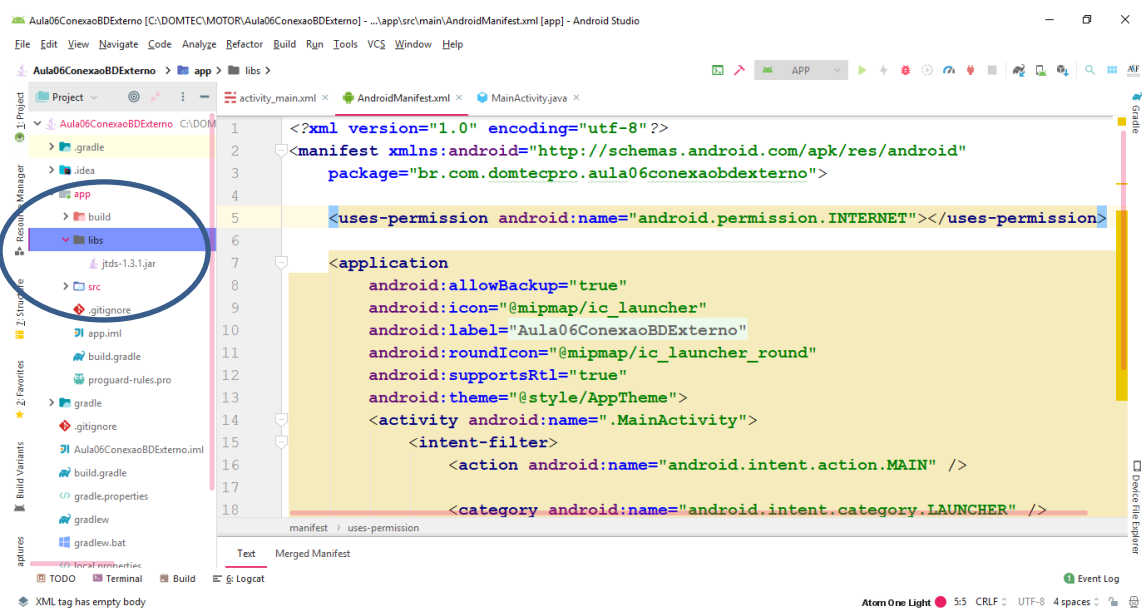 Aula06ConexaoBDExterno [C:\DOMTEC\MOTOR\Aula06ConexaoBDExterno] - ...\app\src\main\AndroidManifest.xml [app] - Android Studio
File Edit View Navigate Code Analyze Refactor Build Run Tools VCS Window Help
Aula06ConexaoBDExterno app libs APP
Project activity_main.xml AndroidManifest.xml MainActivity.java
1: Project
Resource Manager
Z: Structure
2: Favorites
Build Variants
aptures
Aula06ConexaoBDExterno C:\DOM
.gradle
.idea
app
build
libs
jtds-1.3.1.jar
src
.gitignore
app.iml
build.gradle
proguard-rules.pro
gradle
.gitignore
Aula06ConexaoBDExterno.iml
build.gradle
gradle.properties
gradlew
gradlew.bat
local.properties
1 <?xml version="1.0" encoding="utf-8"?>
2 <manifest xmlns:android="http://schemas.android.com/apk/res/android"
3 package="br.com.domtecpro.aula06conexaobdexterno">
4
5 <uses-permission android:name="android.permission.INTERNET"></uses-permission>
6
7 <application
8 android:allowBackup="true"
9 android:icon="@mipmap/ic_launcher"
10 android:label="Aula06ConexaoBDExterno"
11 android:roundIcon="@mipmap/ic_launcher_round"
12 android:supportsRtl="true"
13 android:theme="@style/AppTheme">
14 <activity android:name=".MainActivity">
15 <intent-filter>
16 <action android:name="android.intent.action.MAIN" />
17
18 <category android:name="android.intent.category.LAUNCHER" />
manifest uses-permission
Text Merged Manifest
Gradle
Device File Explorer
TODO Terminal Build 6: Logcat 1 Event Log
XML tag has empty body Atom One Light 5:5 CRLF UTF-8 4 spaces